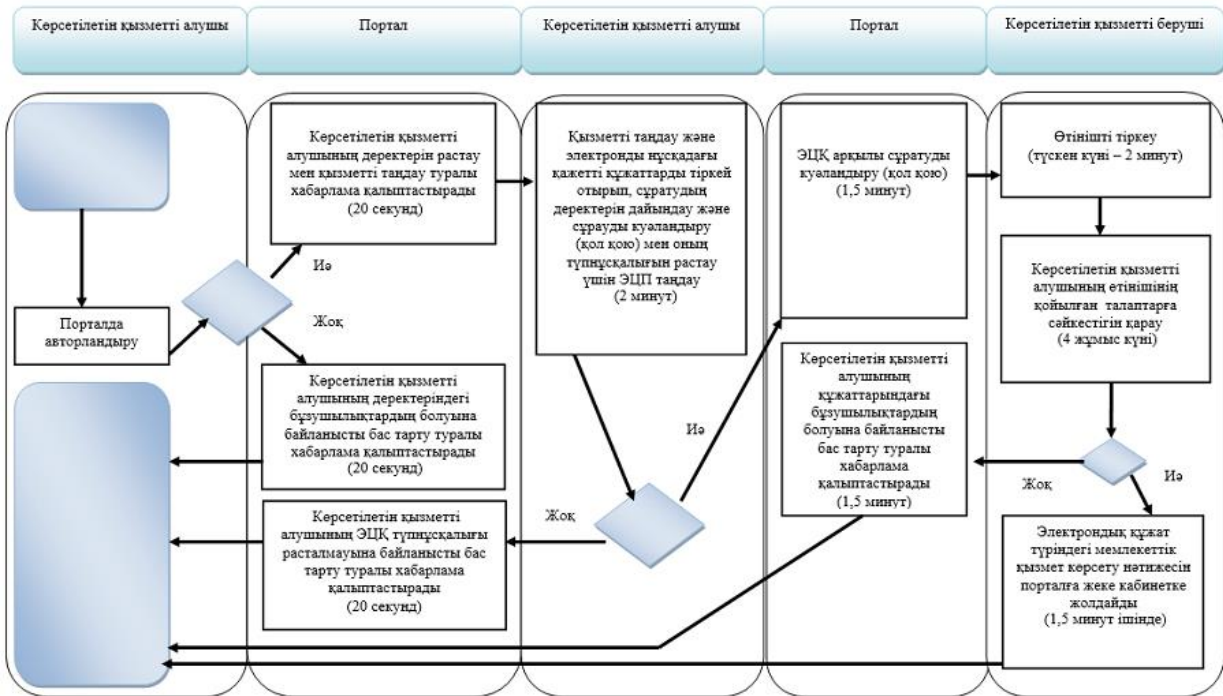 Көрсетілетін қызметті алушы
Портал
Көрсетілетін қызметті алушы
Портал
Көрсетілетін қызметті беруші
Порталда
авторландыру
Көрсетілетін қызметті
алушының деректерін растау
мен қызметті таңдау туралы
хабарлама қалыптастырады
(20 секунд)
Иә
Жоқ
Көрсетілетін қызметті
алушының деректеріндегі
бұзушылықтардың болуына
байланысты бас тарту туралы
хабарлама қалыптастырады
(20 секунд)
Көрсетілетін қызметті
алушының ЭЦҚ түпнұсқалығы
расталмауына байланысты бас
тарту туралы хабарлама
қалыптастырады
(20 секунд)
Қызметті таңдау және
электронды нұсқадағы
қажетті құжаттарды тіркей
отырып, сұратудың
деректерін дайындау және
сұрауды куәландыру
(қол қою) мен оның
түпнұсқалығын растау
үшін ЭЦП таңдау
(2 минут)
Иә
Жоқ
ЭЦҚ арқылы сұратуды
куәландыру (қол қою)
(1,5 минут)
Көрсетілетін қызметті
алушының
құжаттарындағы
бұзушылықтардың
болуына байланысты
бас тарту туралы
хабарлама
қалыптастырады
(1,5 минут)
Өтінішті тіркеу
(түскен күні – 2 минут)
Көрсетілетін қызметті
алушының өтінішінің
қойылған талаптарға
сәйкестігін қарау
(4 жұмыс күні)
Жоқ
Иә
Электрондық құжат
түріндегі мемлекеттік
қызмет көрсету нәтижесін
порталға жеке кабинетке
жолдайды
(1,5 минут ішінде)